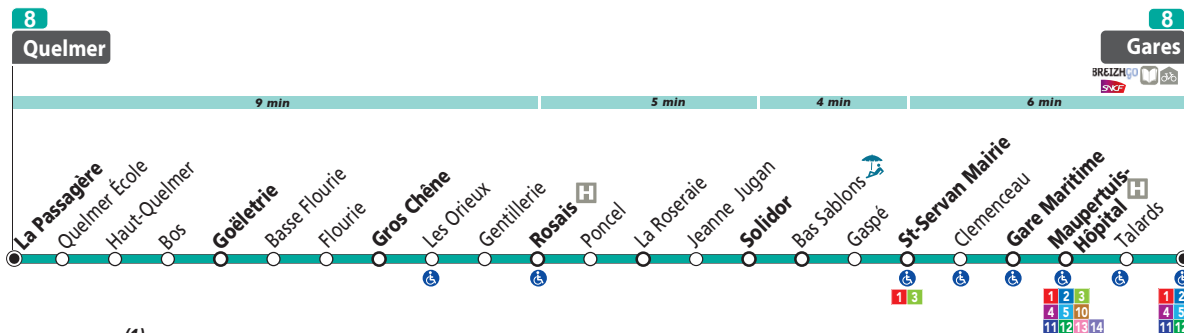 8
Quelmer
8
Gares
BREIZHGO
SNCF
9 min
5 min
4 min
6 min
La Passagère
Quelmer École
Haut-Quelmer
Bos
Goëletrie
Basse Flourie
Flourie
Gros Chêne
Les Orieux
Gentillerie
Rosais H
Poncel
La Roseraie
Jeanne Jugan
Solidor
Bas Sablons
Gaspé
St-Servan Mairie
Clemenceau
Gare Maritime
Maupertuis-
Hôpital H
Talards
1 3
1 2 3
4 5 10
11 12 13 14
1 2
4 5
11 12
(1)